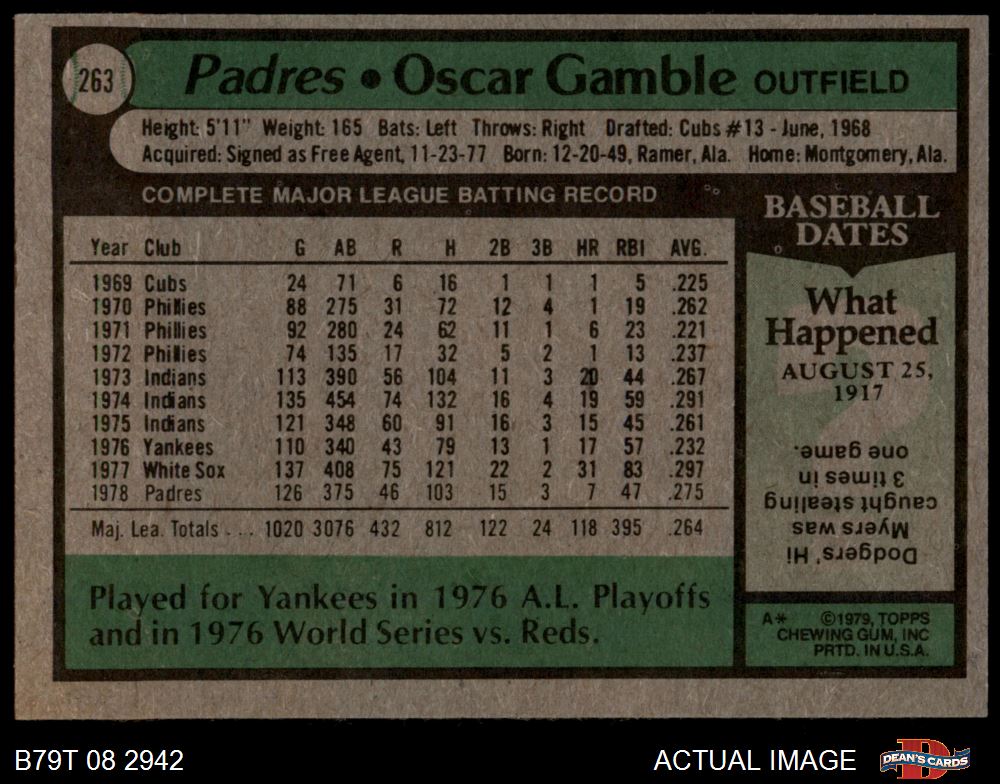 263
Padres • Oscar Gamble OUTFIELD
Height: 5'11" Weight: 165 Bats: Left Throws: Right Drafted: Cubs #13 - June, 1968
Acquired: Signed as Free Agent, 11-23-77 Born: 12-20-49, Ramer, Ala. Home: Montgomery, Ala.
COMPLETE MAJOR LEAGUE BATTING RECORD
Year Club G AB R H 2B 3B HR RBI AVG.
1969 Cubs 24 71 6 16 1 1 1 5 .225
1970 Phillies 88 275 31 72 12 4 1 19 .262
1971 Phillies 92 280 24 62 11 1 6 23 .221
1972 Phillies 74 135 17 32 5 2 1 13 .237
1973 Indians 113 390 56 104 11 3 20 44 .267
1974 Indians 135 454 74 132 16 4 19 59 .291
1975 Indians 121 348 60 91 16 3 15 45 .261
1976 Yankees 110 340 43 79 13 1 17 57 .232
1977 White Sox 137 408 75 121 22 2 31 83 .297
1978 Padres 126 375 46 103 15 3 7 47 .275
Maj. Lea. Totals . . . 1020 3076 432 812 122 24 118 395 .264
Played for Yankees in 1976 A.L. Playoffs
and in 1976 World Series vs. Reds.
BASEBALL
DATES
What
Happened
AUGUST 25,
1917
Dodgers' Hi
Myers was
caught stealing
3 times in
one game.
A* ©1979, TOPPS
CHEWING GUM, INC
PRTD. IN U.S.A.
B79T 08 2942
ACTUAL IMAGE
D
DEAN'S CARDS